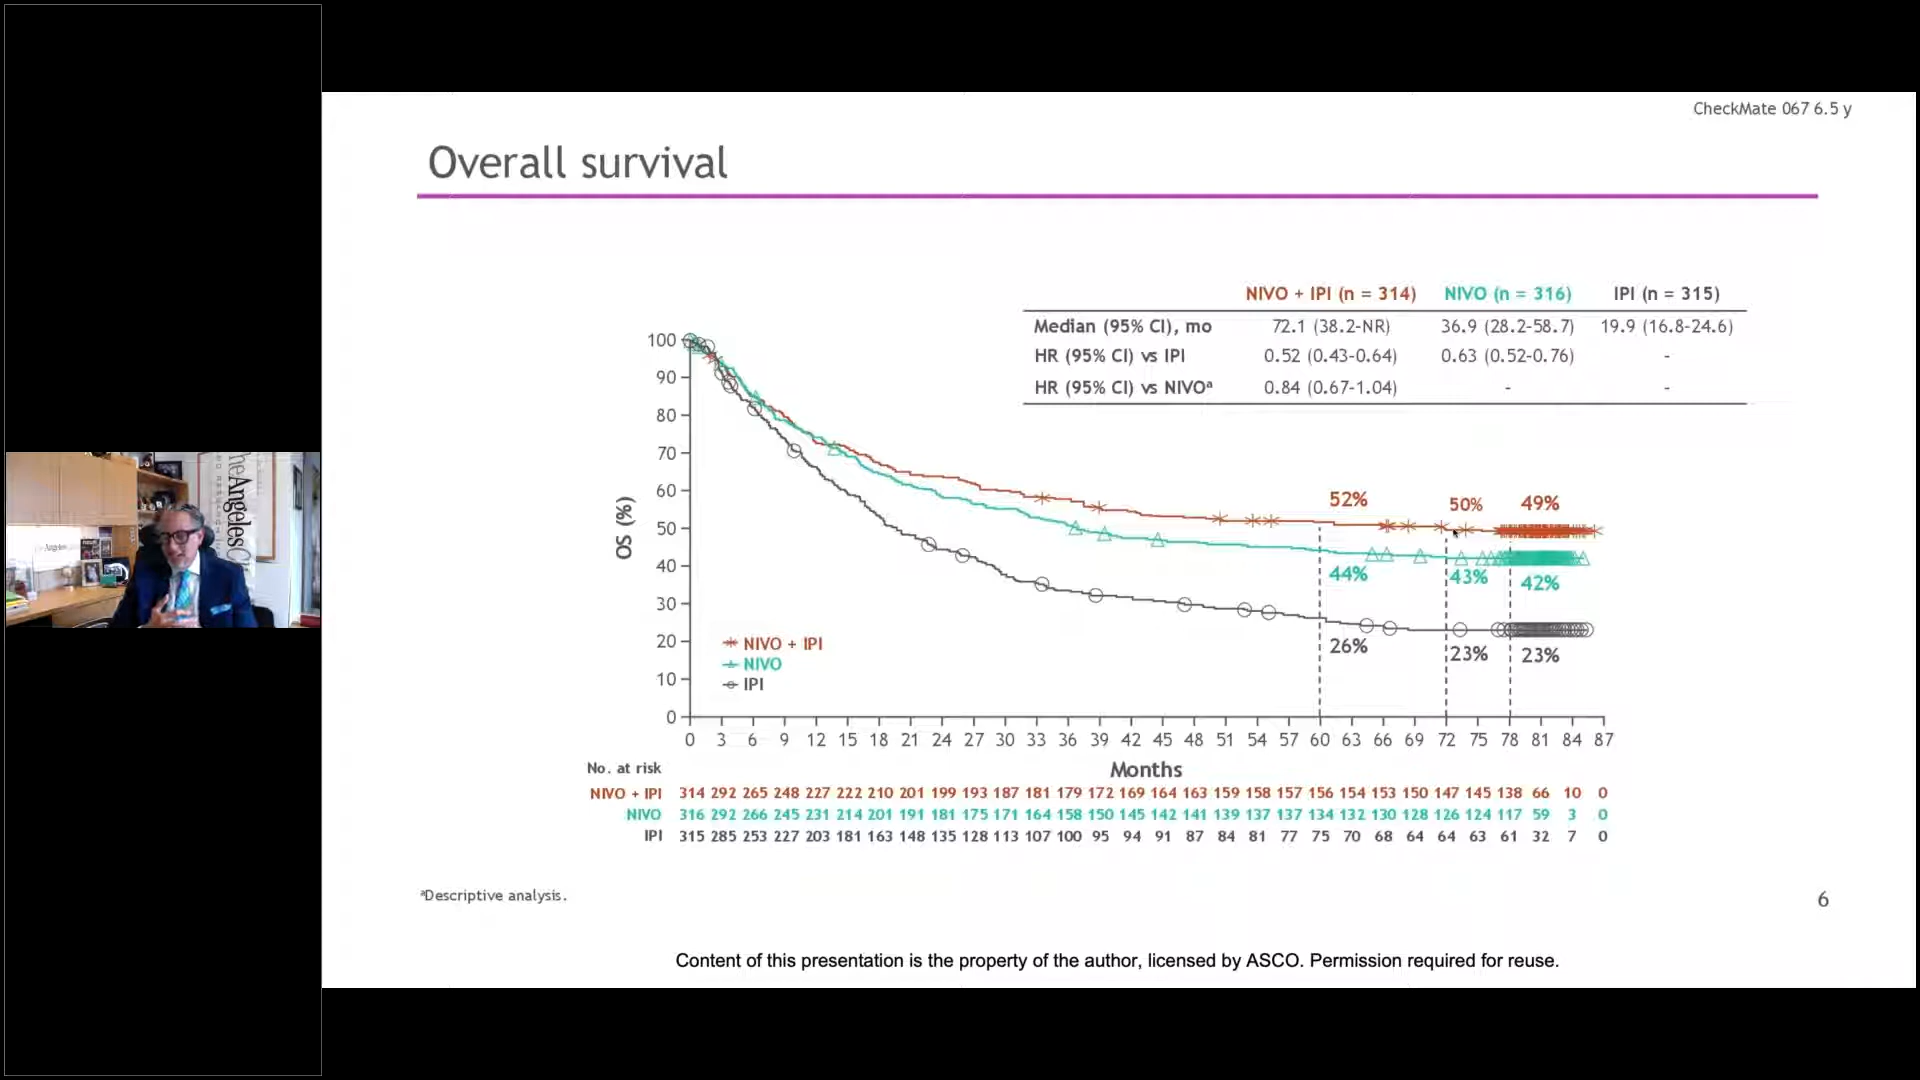 CheckMate 067 6.5 y
Overall survival
NIVO + IPI (n = 314) NIVO (n = 316) IPI (n = 315)
Median (95% CI), mo 72.1 (38.2-NR) 36.9 (28.2-58.7) 19.9 (16.8-24.6)
HR (95% CI) vs IPI 0.52 (0.43-0.64) 0.63 (0.52-0.76) -
HR (95% CI) vs NIVOᵃ 0.84 (0.67-1.04) - -
OS (%)
100
90
80
70
60
50
40
30
20
10
0
52% 50% 49%
44% 43% 42%
26% 23% 23%
NIVO + IPI
NIVO
IPI
0 3 6 9 12 15 18 21 24 27 30 33 36 39 42 45 48 51 54 57 60 63 66 69 72 75 78 81 84 87
Months
No. at risk
NIVO + IPI 314 292 265 248 227 222 210 201 199 193 187 181 179 172 169 164 163 159 158 157 156 154 153 150 147 145 138 66 10 0
NIVO 316 292 266 245 231 214 201 191 181 175 171 164 158 150 145 142 141 139 137 137 134 132 130 128 126 124 117 59 3 0
IPI 315 285 253 227 203 181 163 148 135 128 113 107 100 95 94 91 87 84 81 77 75 70 68 64 64 63 61 32 7 0
ᵃDescriptive analysis.
6
Content of this presentation is the property of the author, licensed by ASCO. Permission required for reuse.
heAngelesC